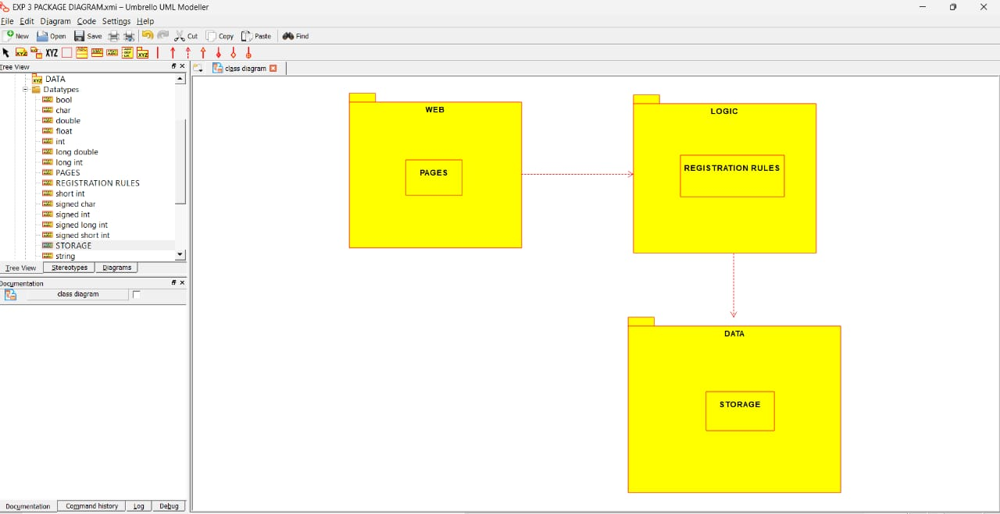 EXP 3 PACKAGE DIAGRAM.xmi – Umbrello UML Modeller
File Edit Diagram Code Settings Help
New Open Save Cut Copy Paste Find
XYZ
Tree View
class diagram
DATA
Datatypes
bool
char
double
float
int
long double
long int
PAGES
REGISTRATION RULES
short int
signed char
signed int
signed long int
signed short int
STORAGE
string
Tree View Stereotypes Diagrams
Documentation
class diagram
Documentation Command history Log Debug
WEB
PAGES
LOGIC
REGISTRATION RULES
DATA
STORAGE